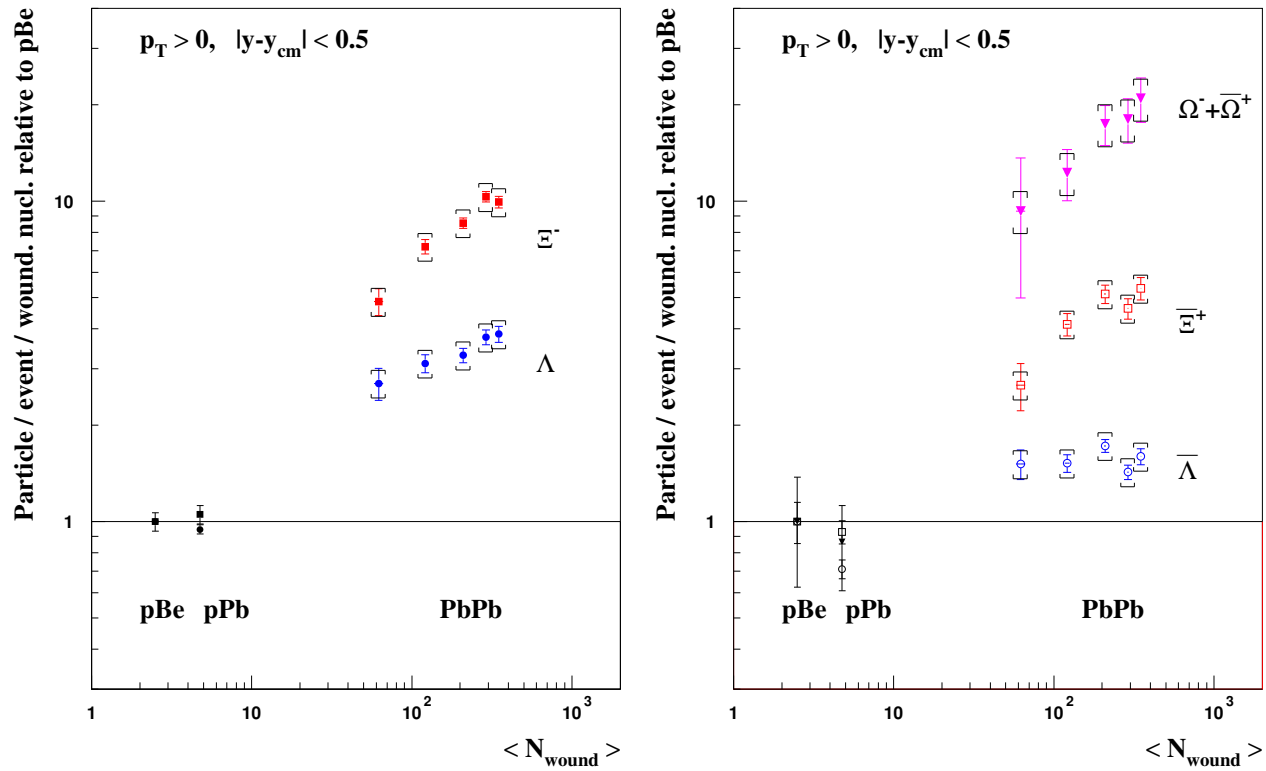 Particle / event / wound. nucl. relative to pBe
p_T > 0, |y-y_cm| < 0.5
10
1
Ξ⁻
Λ
pBe pPb PbPb
1 10 10² 10³
< N_wound >
Particle / event / wound. nucl. relative to pBe
p_T > 0, |y-y_cm| < 0.5
10
1
Ω⁻+Ω̅⁺
Ξ̅⁺
Λ̅
pBe pPb PbPb
1 10 10² 10³
< N_wound >